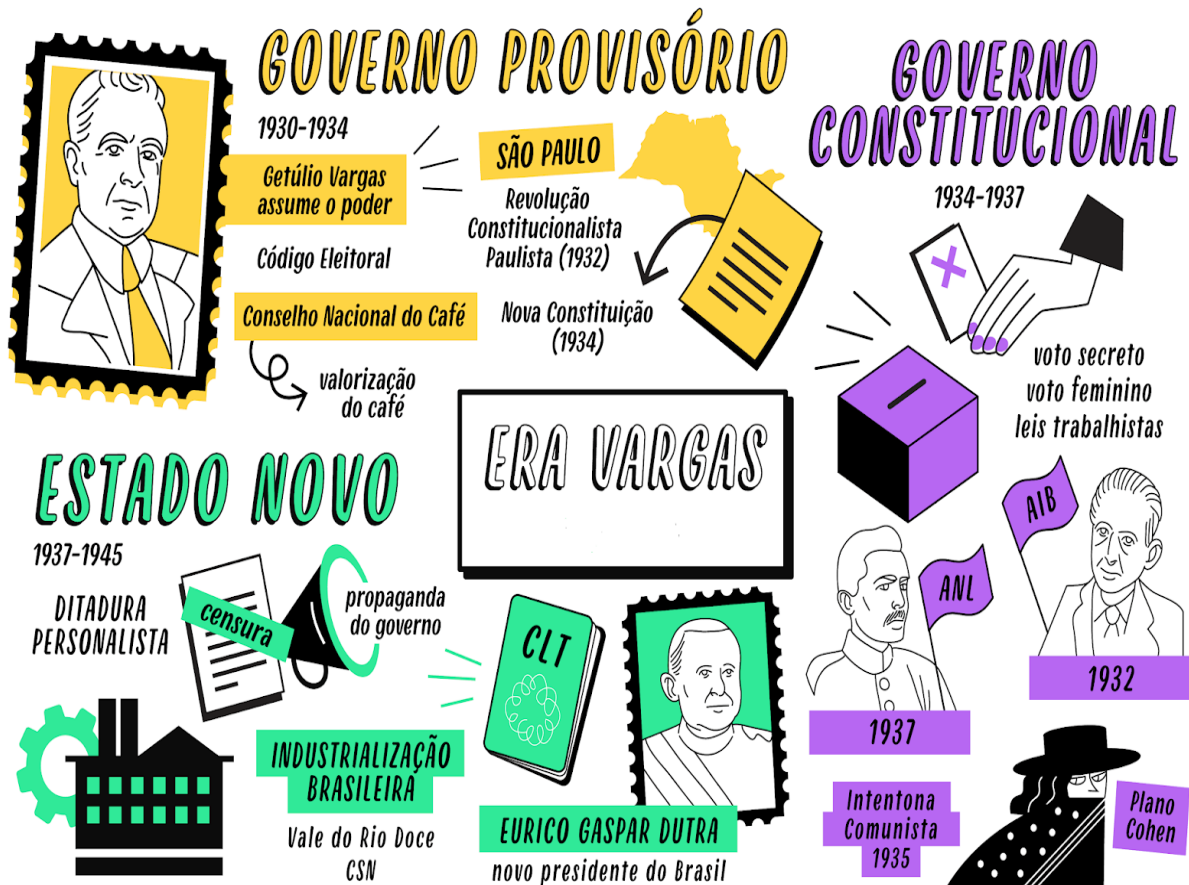 GOVERNO PROVISÓRIO
1930-1934
Getúlio Vargas
assume o poder
Código Eleitoral
Conselho Nacional do Café
valorização
do café
SÃO PAULO
Revolução
Constitucionalista
Paulista (1932)
Nova Constituição
(1934)
GOVERNO
CONSTITUCIONAL
1934-1937
voto secreto
voto feminino
leis trabalhistas
AIB
1932
ANL
1937
Intentona
Comunista
1935
Plano
Cohen
ERA VARGAS
ESTADO NOVO
1937-1945
DITADURA
PERSONALISTA
censura
propaganda
do governo
CLT
INDUSTRIALIZAÇÃO
BRASILEIRA
Vale do Rio Doce
CSN
EURICO GASPAR DUTRA
novo presidente do Brasil